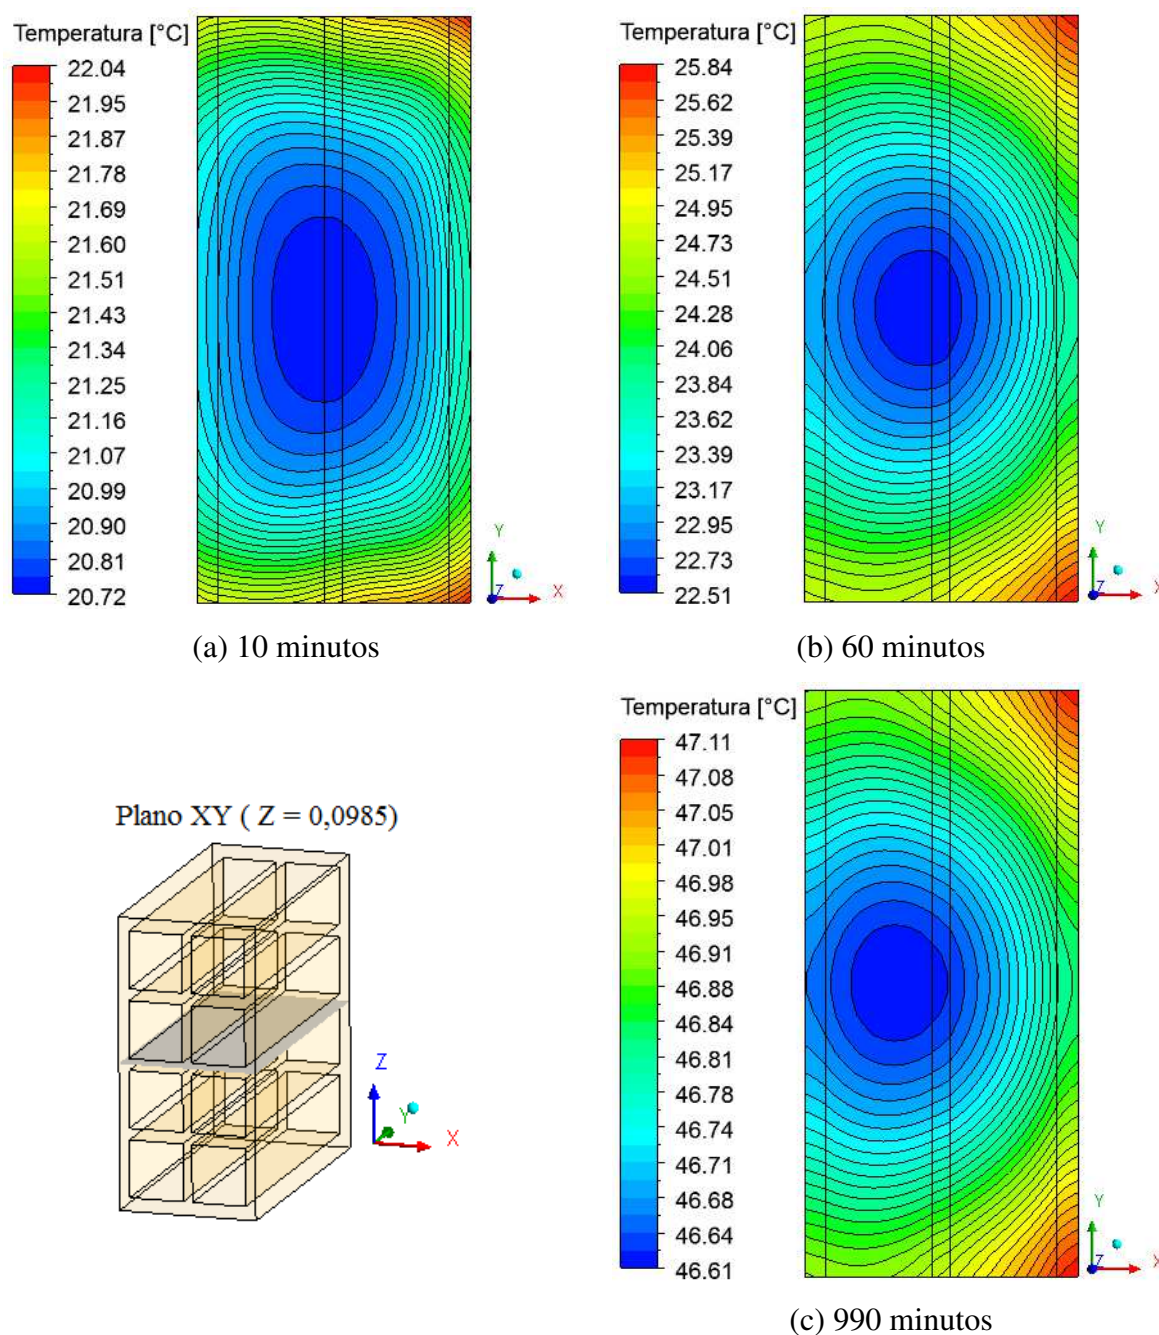 Temperatura [°C]
22.04
21.95
21.87
21.78
21.69
21.60
21.51
21.43
21.34
21.25
21.16
21.07
20.99
20.90
20.81
20.72
Y
Z
X
(a) 10 minutos
Temperatura [°C]
25.84
25.62
25.39
25.17
24.95
24.73
24.51
24.28
24.06
23.84
23.62
23.39
23.17
22.95
22.73
22.51
Y
Z
X
(b) 60 minutos
Plano XY ( Z = 0,0985)
Z
Y
X
Temperatura [°C]
47.11
47.08
47.05
47.01
46.98
46.95
46.91
46.88
46.84
46.81
46.78
46.74
46.71
46.68
46.64
46.61
Y
Z
X
(c) 990 minutos